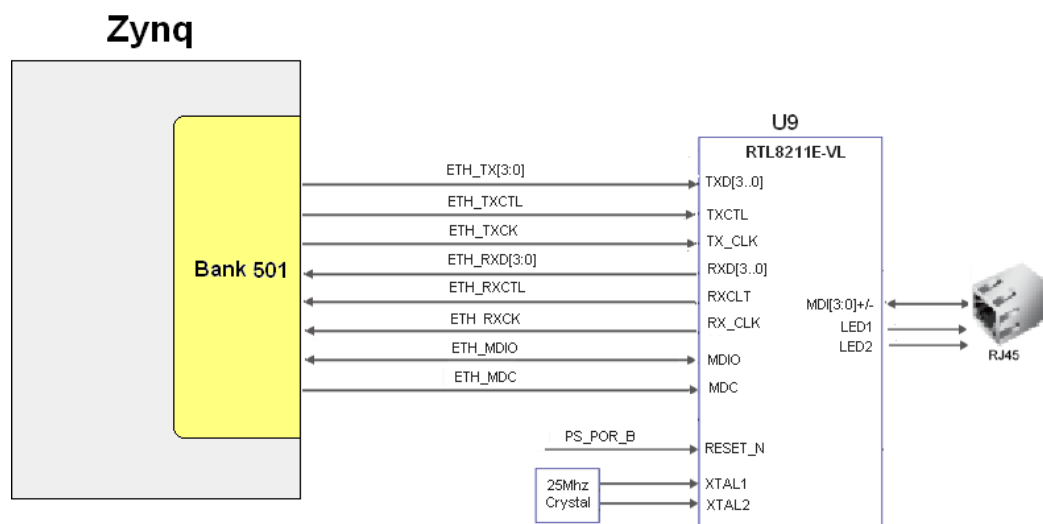 Zynq
U9
RTL8211E-VL
ETH_TX[3:0]
TXD[3..0]
ETH_TXCTL
TXCTL
ETH_TXCK
TX_CLK
ETH_RXD[3:0]
RXD[3..0]
Bank 501
ETH_RXCTL
RXCLT
MDI[3:0]+/-
ETH_RXCK
RX_CLK
LED1
ETH_MDIO
LED2
MDIO
RJ45
ETH_MDC
MDC
PS_POR_B
RESET_N
25Mhz
Crystal
XTAL1
XTAL2